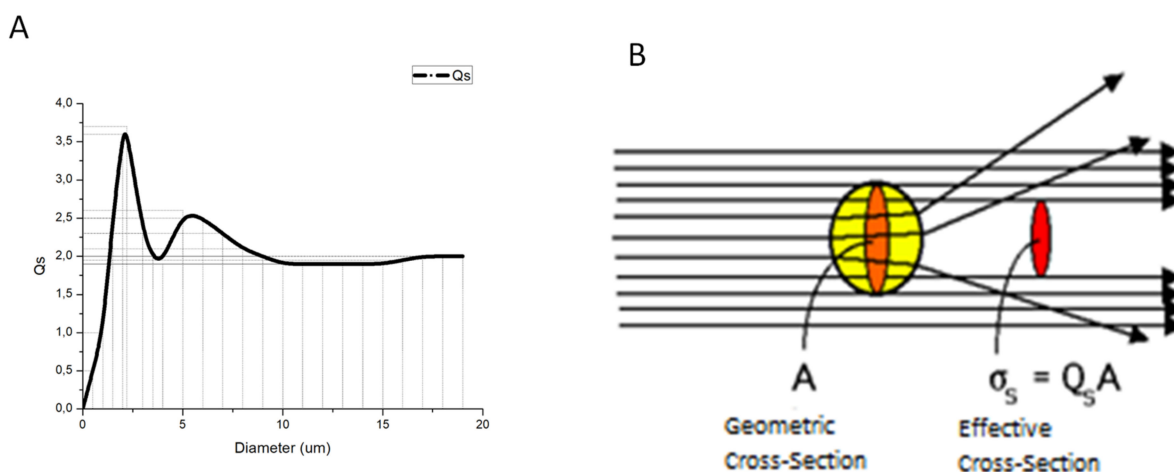 A
Qs
4,0
3,5
3,0
2,5
2,0
1,5
1,0
0,5
0,0
Qs
0
5
10
15
20
Diameter (um)
B
A
σs = QsA
Geometric
Cross-Section
Effective
Cross-Section